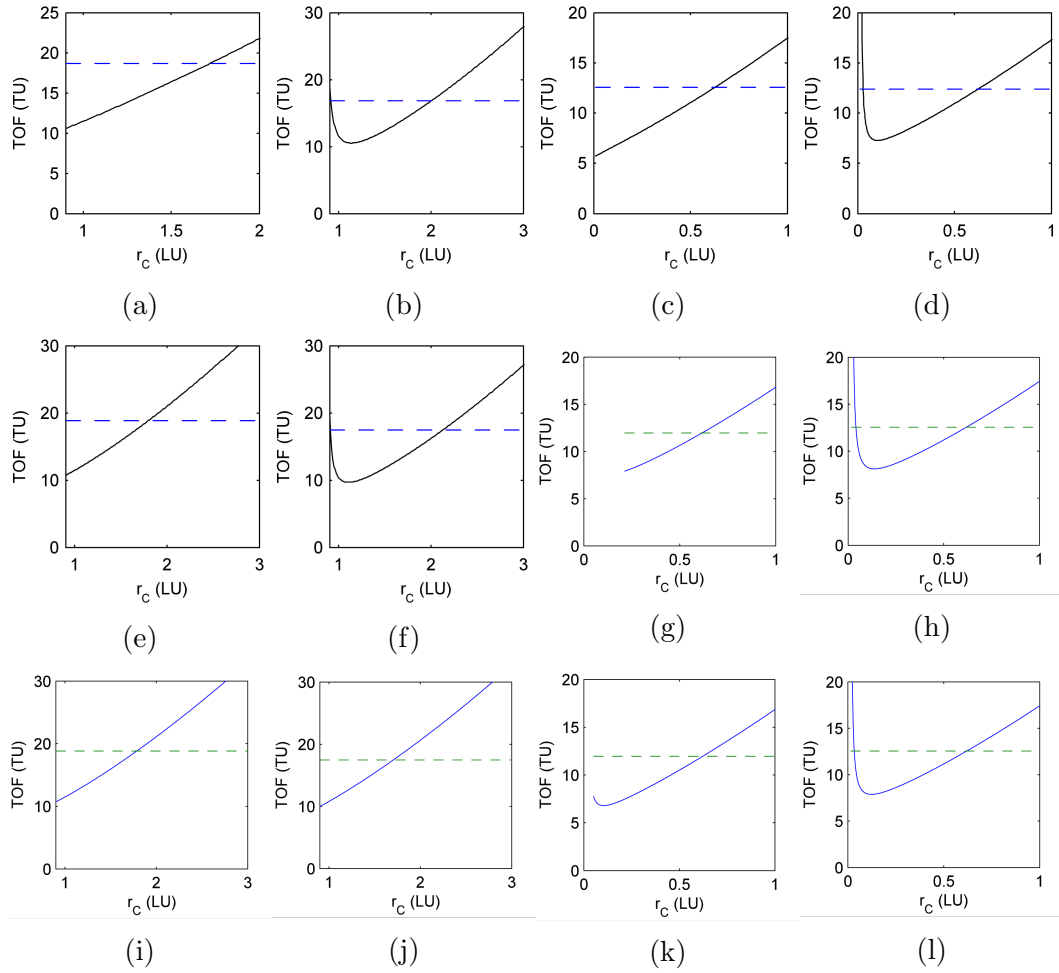 25
20
15
10
5
0
TOF (TU)
1 1.5 2
r_C (LU)
(a)
30
20
10
0
TOF (TU)
1 2 3
r_C (LU)
(b)
20
15
10
5
0
TOF (TU)
0 0.5 1
r_C (LU)
(c)
20
15
10
5
0
TOF (TU)
0 0.5 1
r_C (LU)
(d)
30
20
10
0
TOF (TU)
1 2 3
r_C (LU)
(e)
30
20
10
0
TOF (TU)
1 2 3
r_C (LU)
(f)
20
15
10
5
0
TOF (TU)
0 0.5 1
r_C (LU)
(g)
20
15
10
5
0
TOF (TU)
0 0.5 1
r_C (LU)
(h)
30
20
10
0
TOF (TU)
1 2 3
r_C (LU)
(i)
30
20
10
0
TOF (TU)
1 2 3
r_C (LU)
(j)
20
15
10
5
0
TOF (TU)
0 0.5 1
r_C (LU)
(k)
20
15
10
5
0
TOF (TU)
0 0.5 1
r_C (LU)
(l)